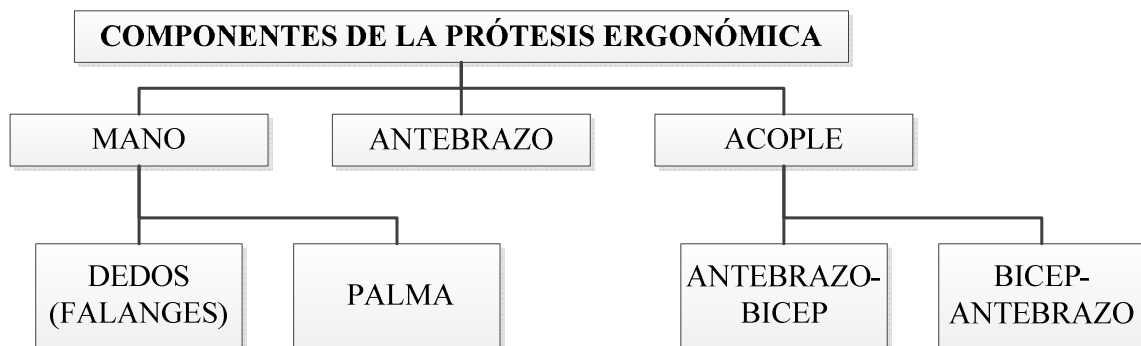 COMPONENTES DE LA PRÓTESIS ERGONÓMICA
MANO
ANTEBRAZO
ACOPLE
DEDOS
(FALANGES)
PALMA
ANTEBRAZO-
BICEP
BICEP-
ANTEBRAZO